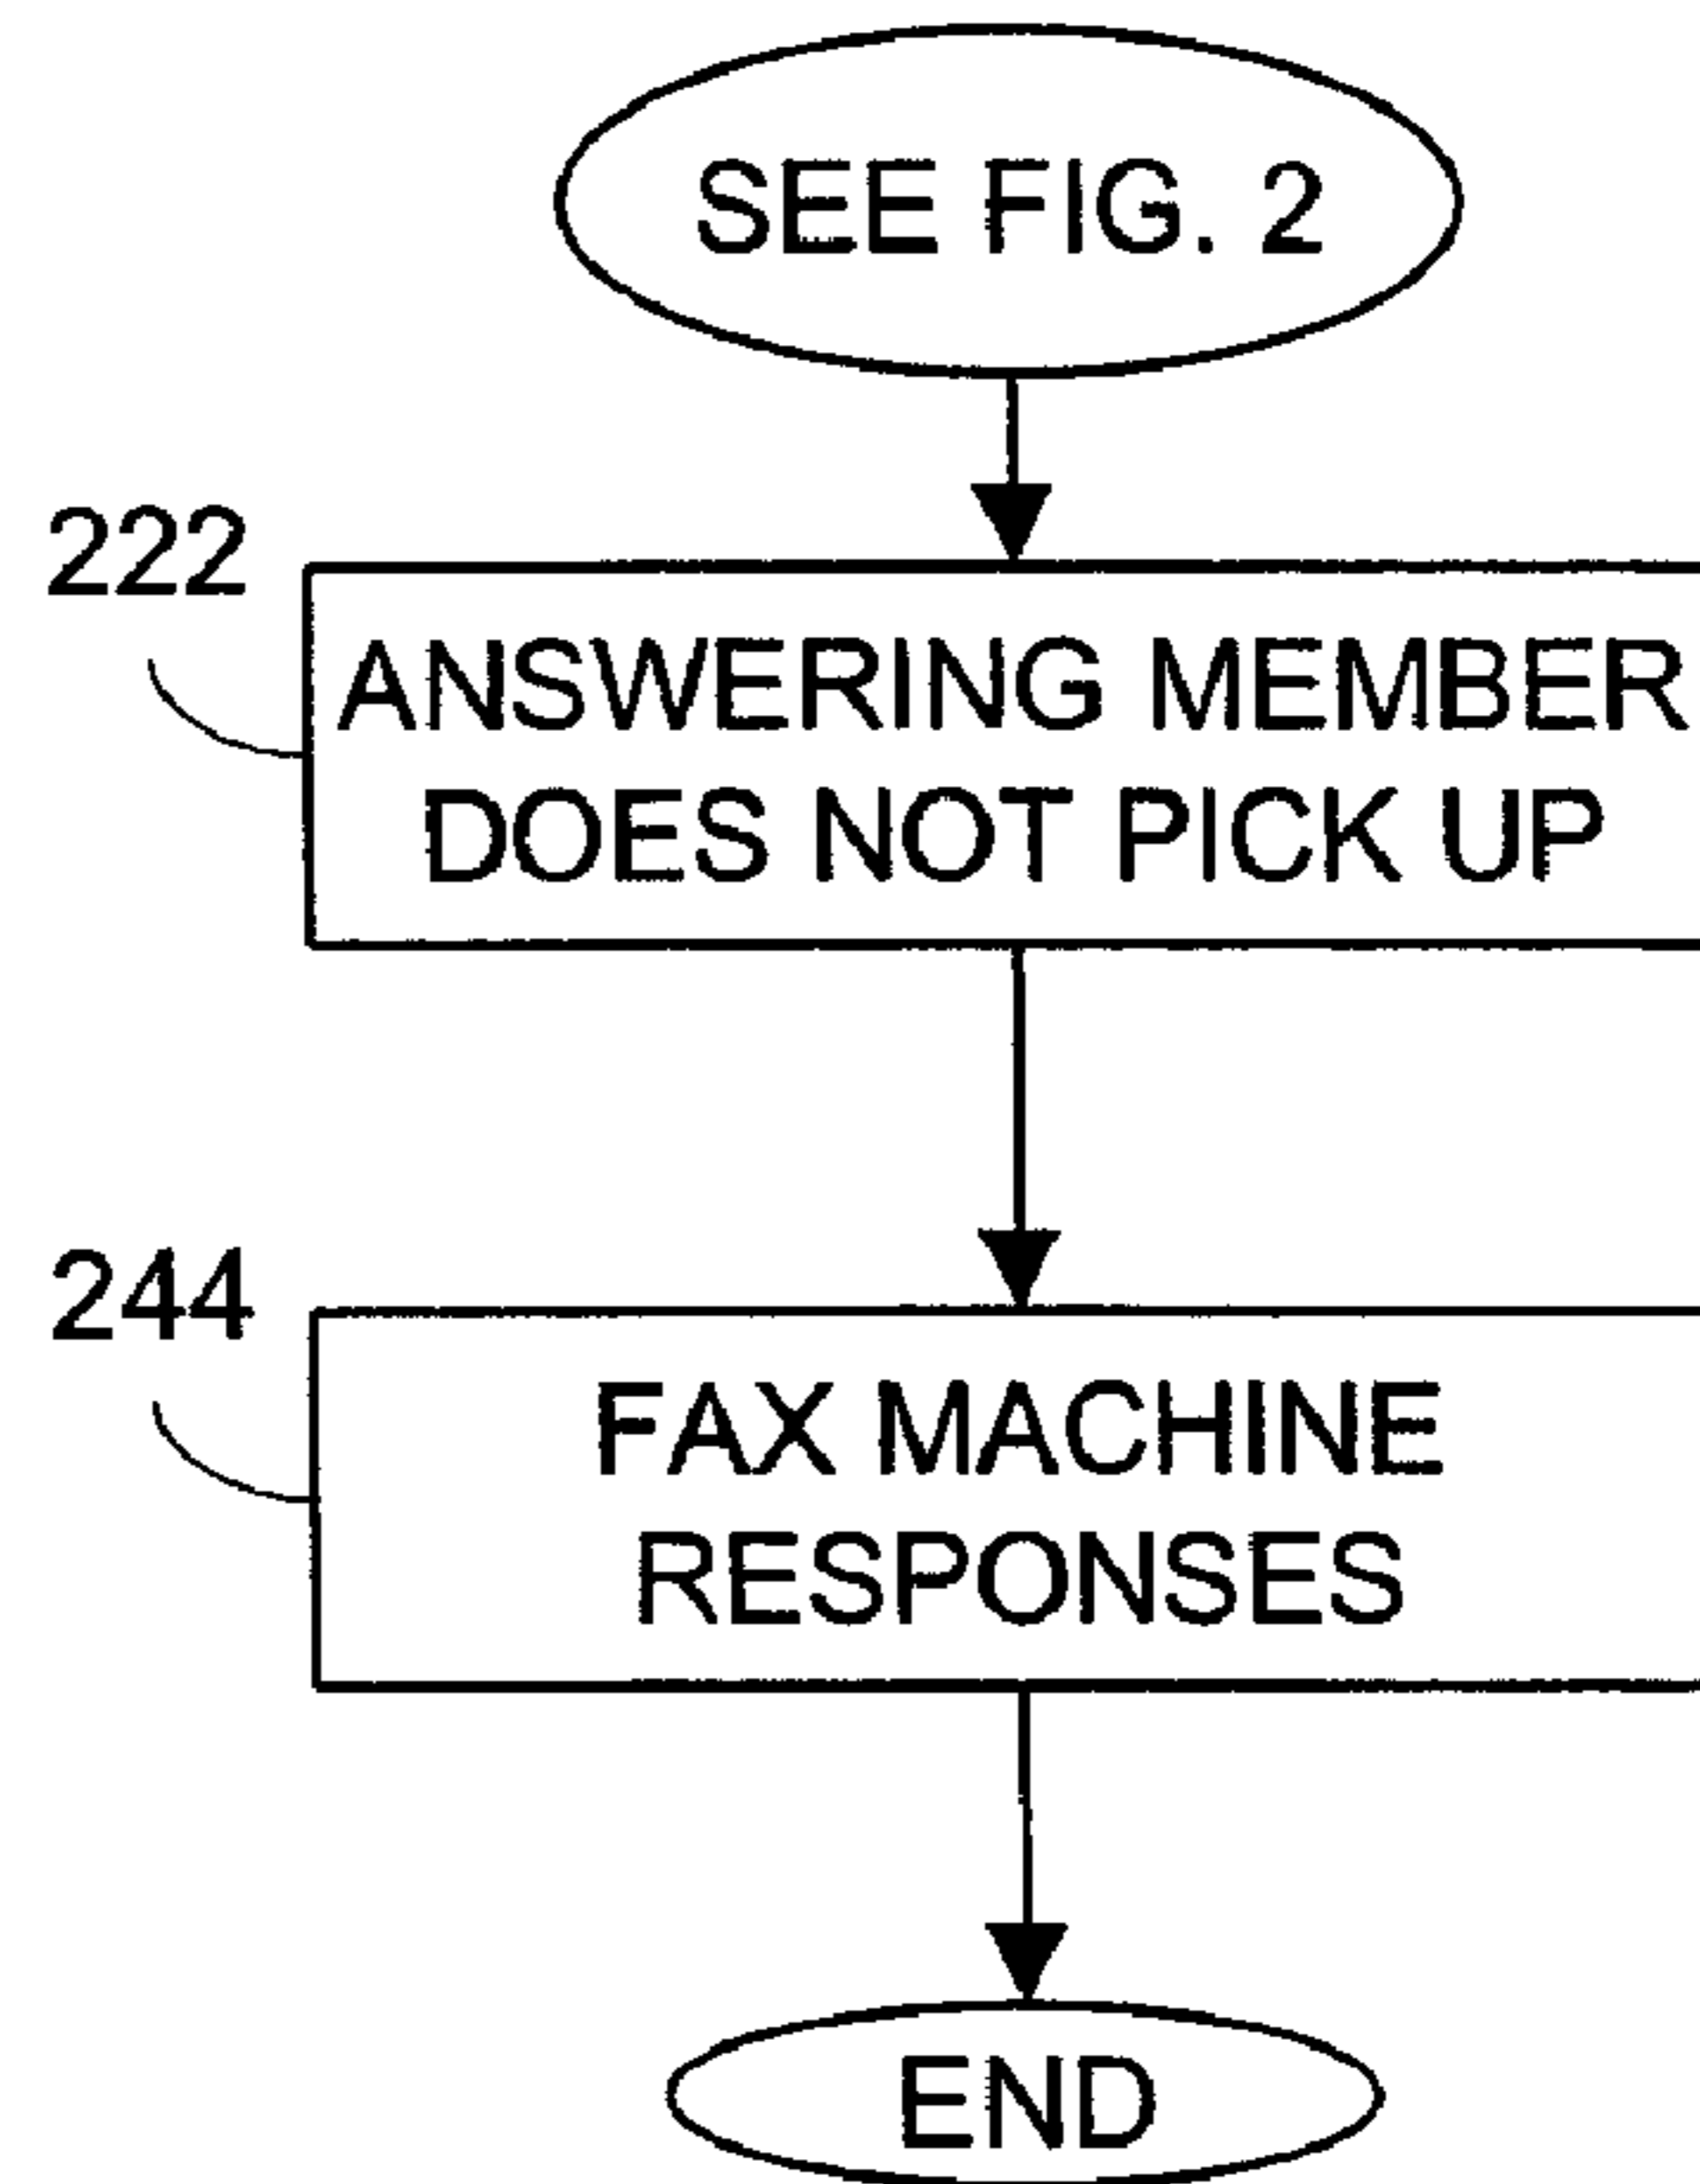 SEE FIG. 2
222
ANSWERING MEMBER
DOES NOT PICK UP
244
FAX MACHINE
RESPONSES
END